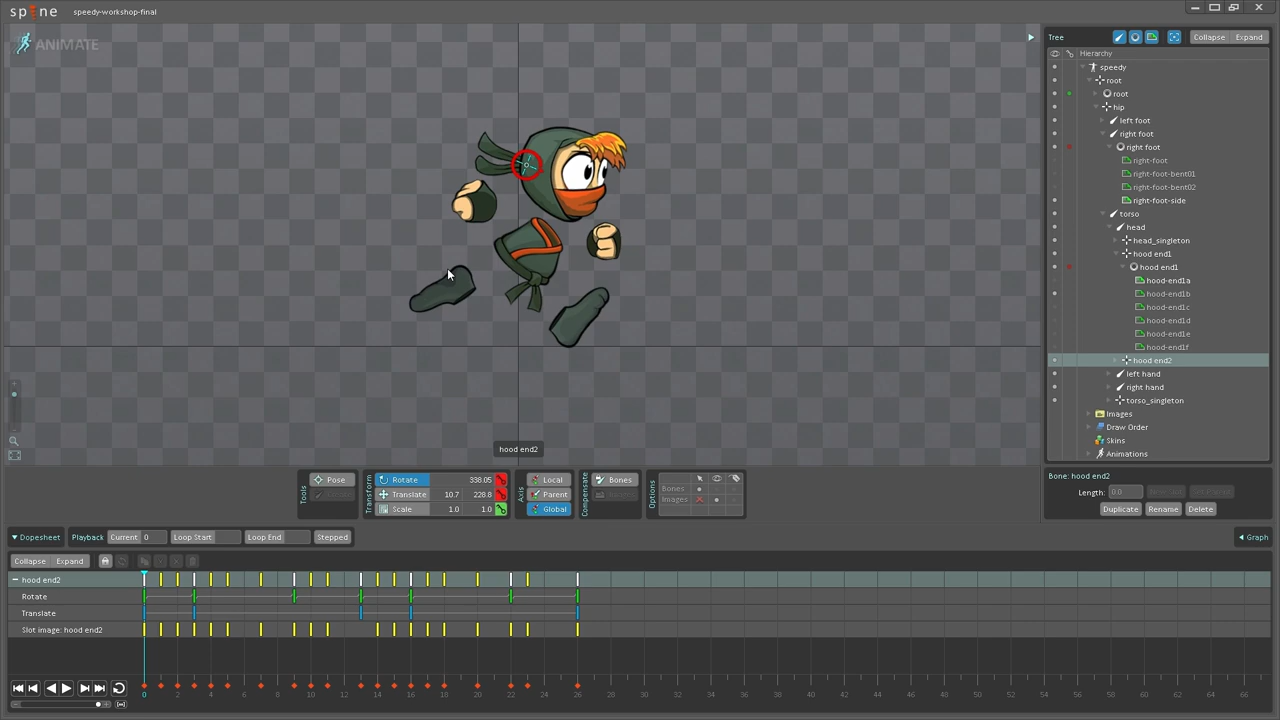 spine speedy-workshop-final
ANIMATE
Tree Collapse Expand
Hierarchy
speedy
root
root
hip
left foot
right foot
right foot
right-foot
right-foot-bent01
right-foot-bent02
right-foot-side
torso
head
head_singleton
hood end1
hood end1
hood-end1a
hood-end1b
hood-end1c
hood-end1d
hood-end1e
hood-end1f
hood end2
left hand
right hand
torso_singleton
Images
Draw Order
Skins
Animations
hood end2
Tools
Pose
Transform
Rotate 338.05
Translate 10.7 228.8
Scale 1.0 1.0
Axis
Local
Parent
Global
Compensate
Bones
Options
Bones
Images
Bone: hood end2
Length: 0.0
Duplicate Rename Delete
Dopesheet Playback Current 0 Loop Start Loop End Stepped Graph
Collapse Expand
hood end2
Rotate
Translate
Slot image: hood end2
0 2 4 6 8 10 12 14 16 18 20 22 24 26 28 30 32 34 36 38 40 42 44 46 48 50 52 54 56 58 60 62 64 66